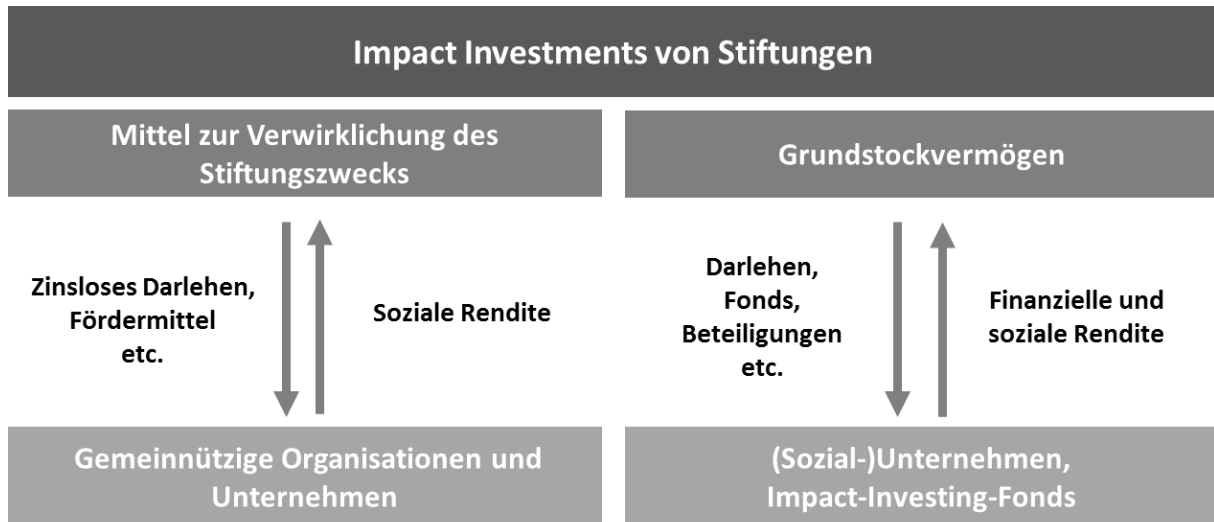 Impact Investments von Stiftungen
Mittel zur Verwirklichung des
Stiftungszwecks
Zinsloses Darlehen,
Fördermittel
etc.
Soziale Rendite
Gemeinnützige Organisationen und
Unternehmen
Grundstockvermögen
Darlehen,
Fonds,
Beteiligungen
etc.
Finanzielle und
soziale Rendite
(Sozial-)Unternehmen,
Impact-Investing-Fonds